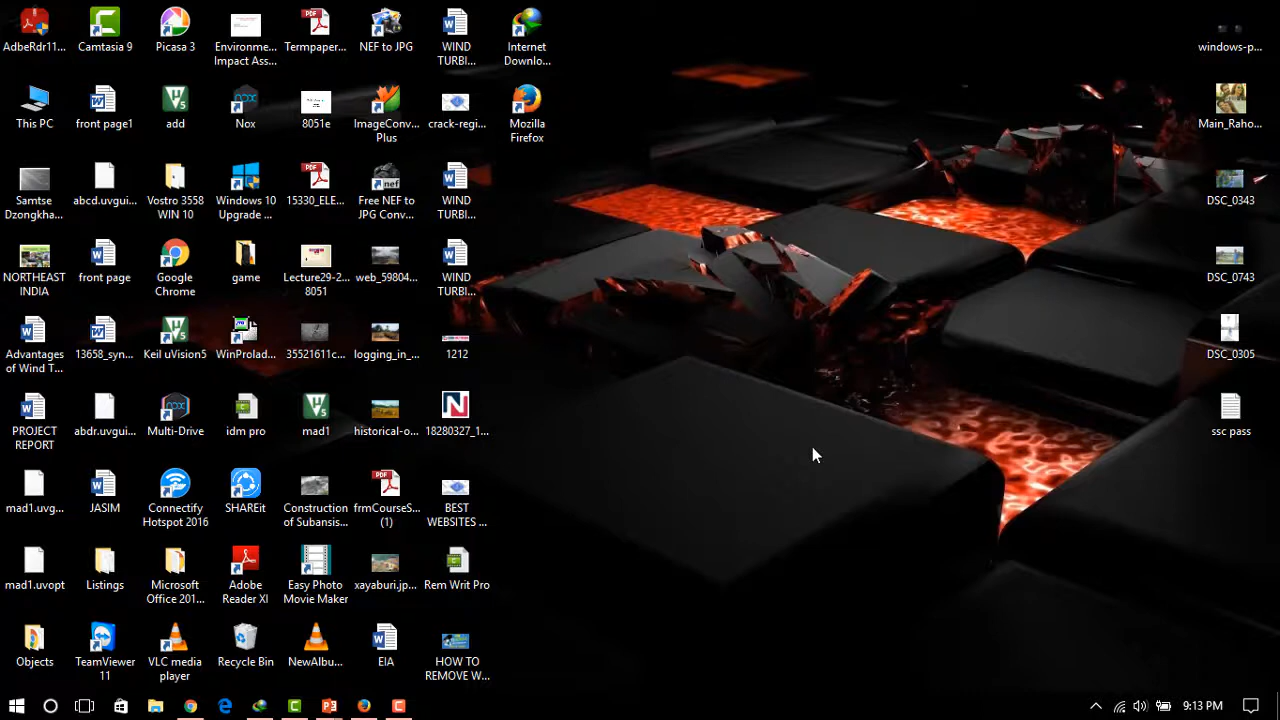 AdbeRdr11...
Camtasia 9
Picasa 3
Environme...
Impact Ass...
Termpaper...
NEF to JPG
WIND
TURBI...
Internet
Downlo...
windows-p...
This PC
front page1
add
Nox
8051e
ImageConv...
Plus
crack-regi...
Mozilla
Firefox
Main_Raho...
Samtse
Dzongkha...
abcd.uvgui...
Vostro 3558
WIN 10
Windows 10
Upgrade ...
15330_ELE...
Free NEF to
JPG Conv...
WIND
TURBI...
DSC_0343
NORTHEAST
INDIA
front page
Google
Chrome
game
Lecture29-2...
8051
web_59804...
WIND
TURBI...
DSC_0743
Advantages
of Wind T...
13658_syn...
Keil uVision5
WinProlad...
35521611c...
logging_in_...
1212
DSC_0305
PROJECT
REPORT
abdr.uvgui...
Multi-Drive
idm pro
mad1
historical-o...
18280327_1...
ssc pass
mad1.uvg...
JASIM
Connectify
Hotspot 2016
SHAREit
Construction
of Subansis...
frmCourseS...
(1)
BEST
WEBSITES ...
mad1.uvopt
Listings
Microsoft
Office 201...
Adobe
Reader XI
Easy Photo
Movie Maker
xayaburi.jp...
Rem Writ Pro
Objects
TeamViewer
11
VLC media
player
Recycle Bin
NewAlbu...
EIA
HOW TO
REMOVE W...
9:13 PM